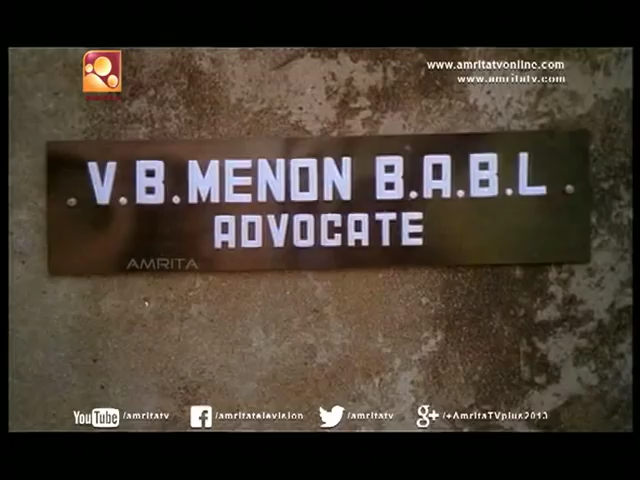 www.amritatvonline.com
www.amritatv.com
V.B.MENON B.A.B.L
ADVOCATE
AMRITA
YouTube /amritatv
/amritatelevision
/amritatv
g+ /+AmritaTVplus2013